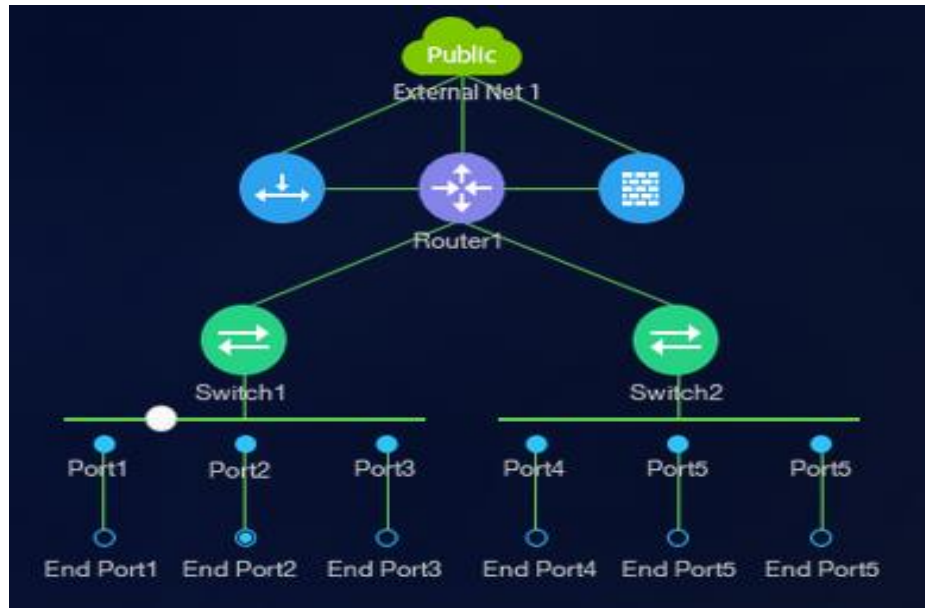 Public
External Net 1
Router1
Switch1
Switch2
Port1
Port2
Port3
Port4
Port5
Port5
End Port1
End Port2
End Port3
End Port4
End Port5
End Port5